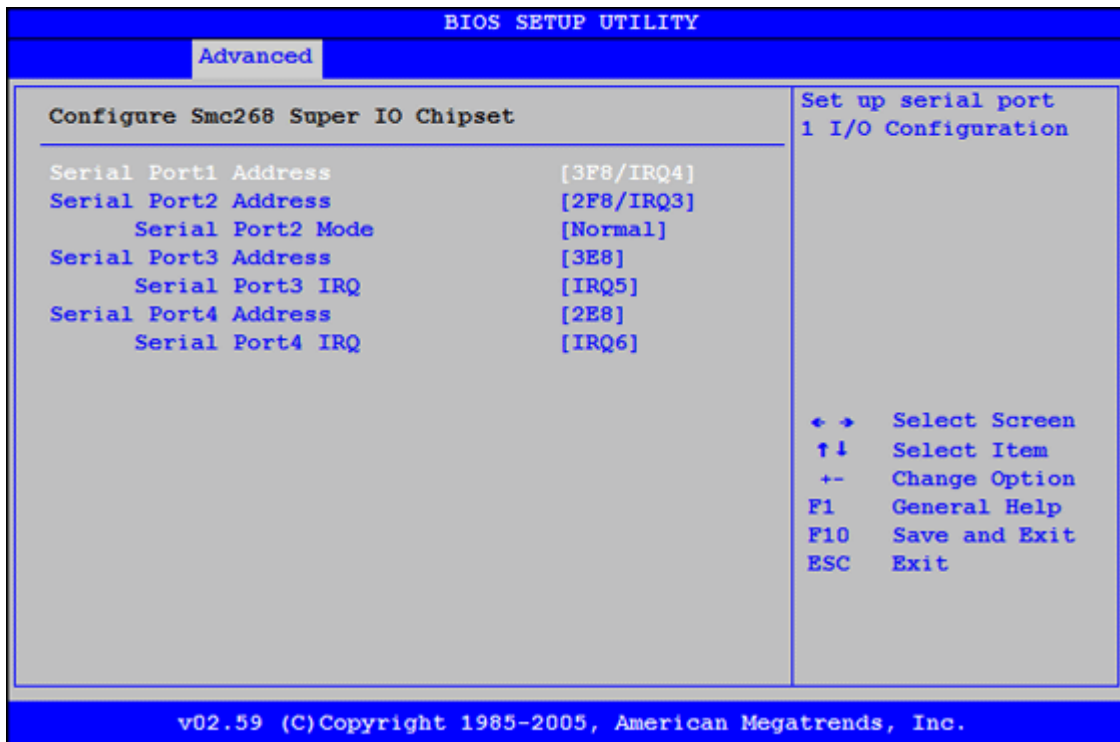 BIOS SETUP UTILITY
Advanced
Configure Smc268 Super IO Chipset
Serial Port1 Address [3F8/IRQ4]
Serial Port2 Address [2F8/IRQ3]
Serial Port2 Mode [Normal]
Serial Port3 Address [3E8]
Serial Port3 IRQ [IRQ5]
Serial Port4 Address [2E8]
Serial Port4 IRQ [IRQ6]
Set up serial port
1 I/O Configuration
← → Select Screen
↑↓ Select Item
+- Change Option
F1 General Help
F10 Save and Exit
ESC Exit
v02.59 (C)Copyright 1985-2005, American Megatrends, Inc.